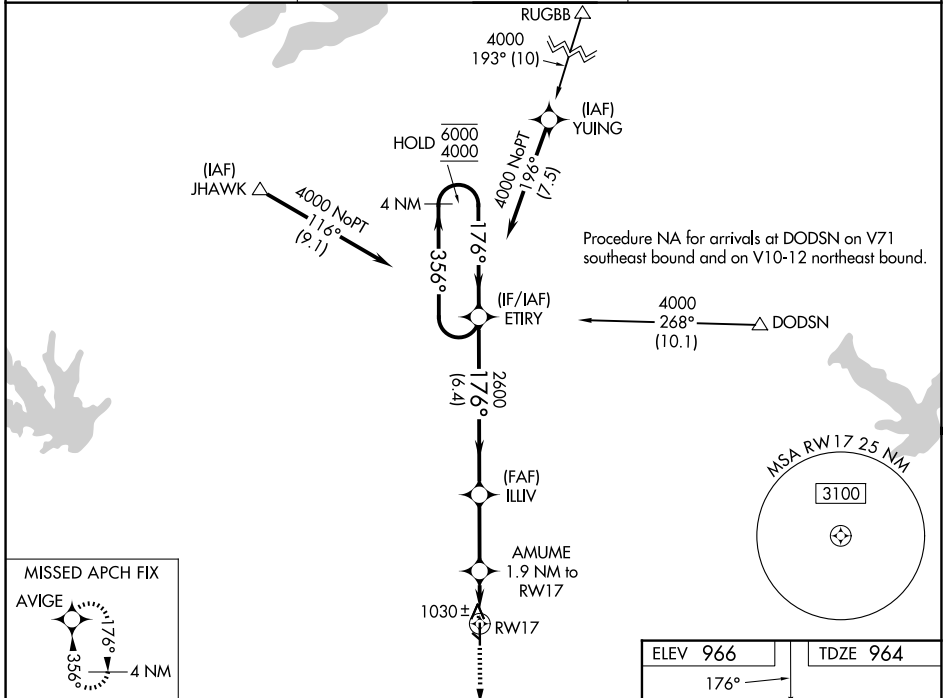 RUGBB
4000
193° (10)
(IAF)
YUING
HOLD 6000
4000
4000 NoPT
196°
(7.5)
(IAF)
JHAWK
4000 NoPT
116°
(9.1)
4 NM
176°
356°
Procedure NA for arrivals at DODSN on V71
southeast bound and on V10-12 northeast bound.
(IF/IAF)
ETIRY
4000
268°
(10.1)
DODSN
2600
176°
(6.4)
MSA RW17 25 NM
3100
(FAF)
ILLIV
AMUME
1.9 NM to
RW17
1030 ±
RW17
MISSED APCH FIX
AVIGE
176°
356°
4 NM
ELEV 966
TDZE 964
176°